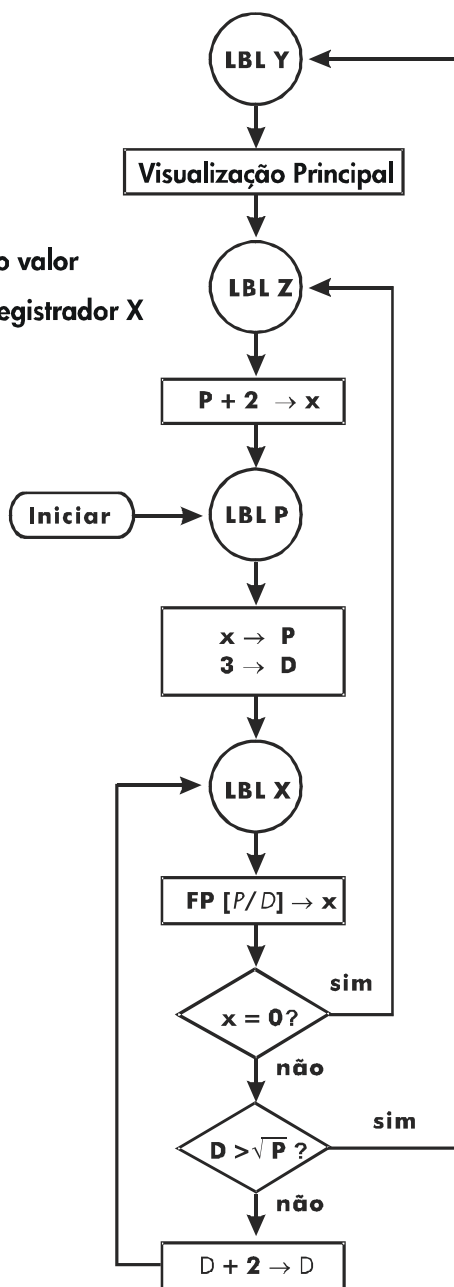 LBL Y
Visualização Principal
o valor
LBL Z
egistrador X
P + 2 → x
Iniciar
LBL P
x → P
3 → D
LBL X
FP [P/D] → x
sim
x = 0?
não
sim
D > √P ?
não
D + 2 → D